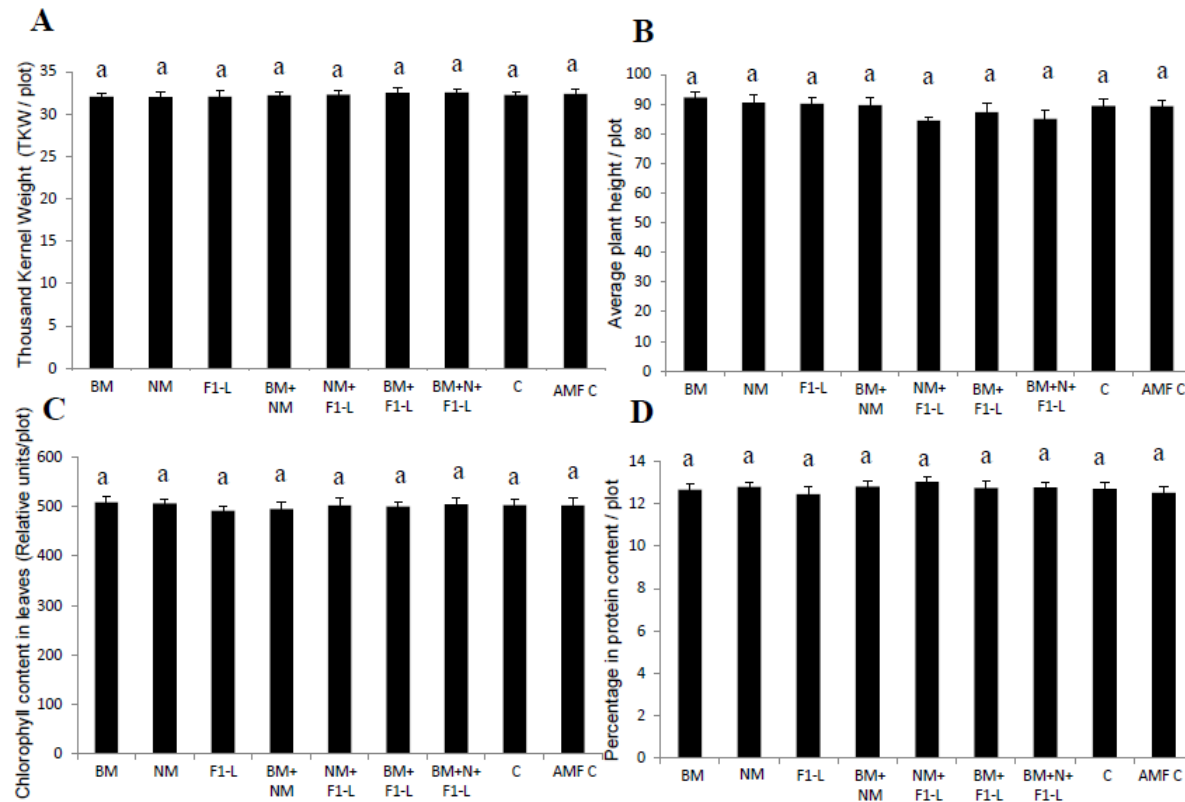 A
Thousand Kernel Weight (TKW / plot)
35
30
25
20
15
10
5
0
a a a a a a a a a
BM NM F1-L BM+ NM+ BM+ BM+N+ C AMF C
NM F1-L F1-L F1-L
B
Average plant height / plot
100
90
80
70
60
50
40
30
20
10
0
a a a a a a a a a
BM NM F1-L BM+ NM+ BM+ BM+N+ C AMF C
NM F1-L F1-L F1-L
C
Chlorophyll content in leaves (Relative units/plot)
600
500
400
300
200
100
0
a a a a a a a a a
BM NM F1-L BM+ NM+ BM+ BM+N+ C AMF C
NM F1-L F1-L F1-L
D
Percentage in protein content / plot
14
12
10
8
6
4
2
0
a a a a a a a a a
BM NM F1-L BM+ NM+ BM+ BM+N+ C AMF C
NM F1-L F1-L F1-L